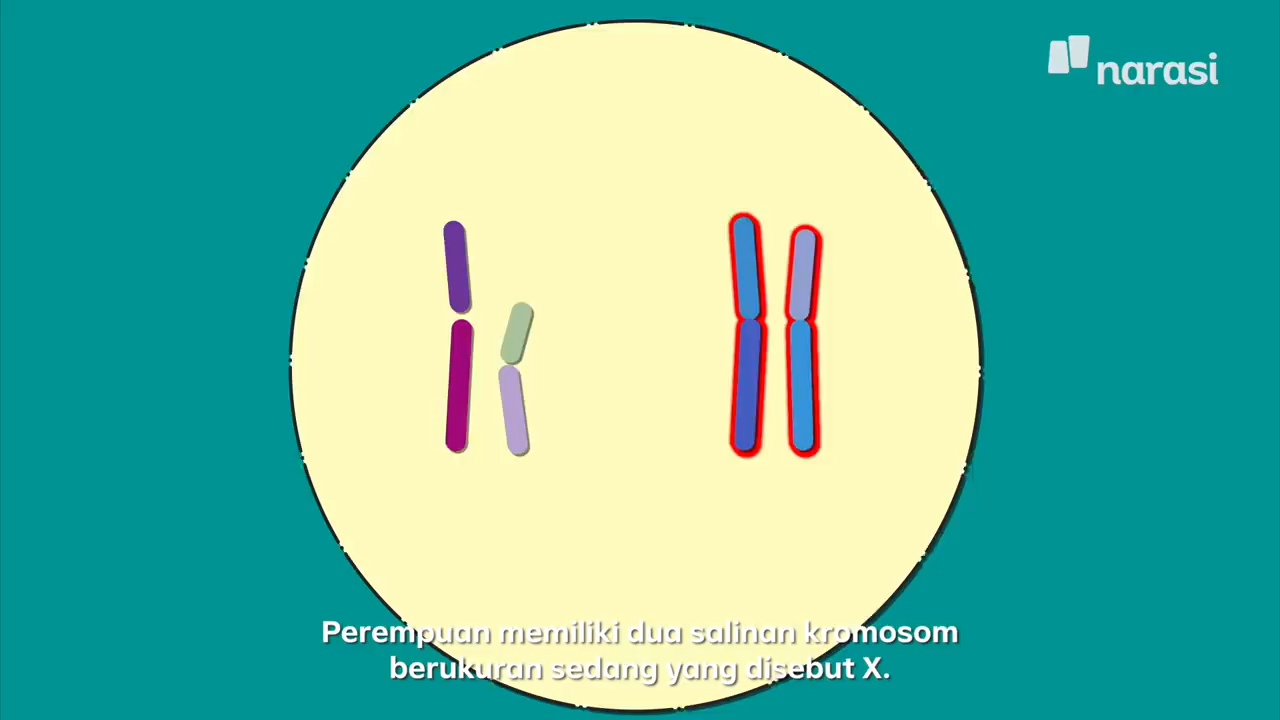 narasi
Perempuan memiliki dua salinan kromosom
berukuran sedang yang disebut X.